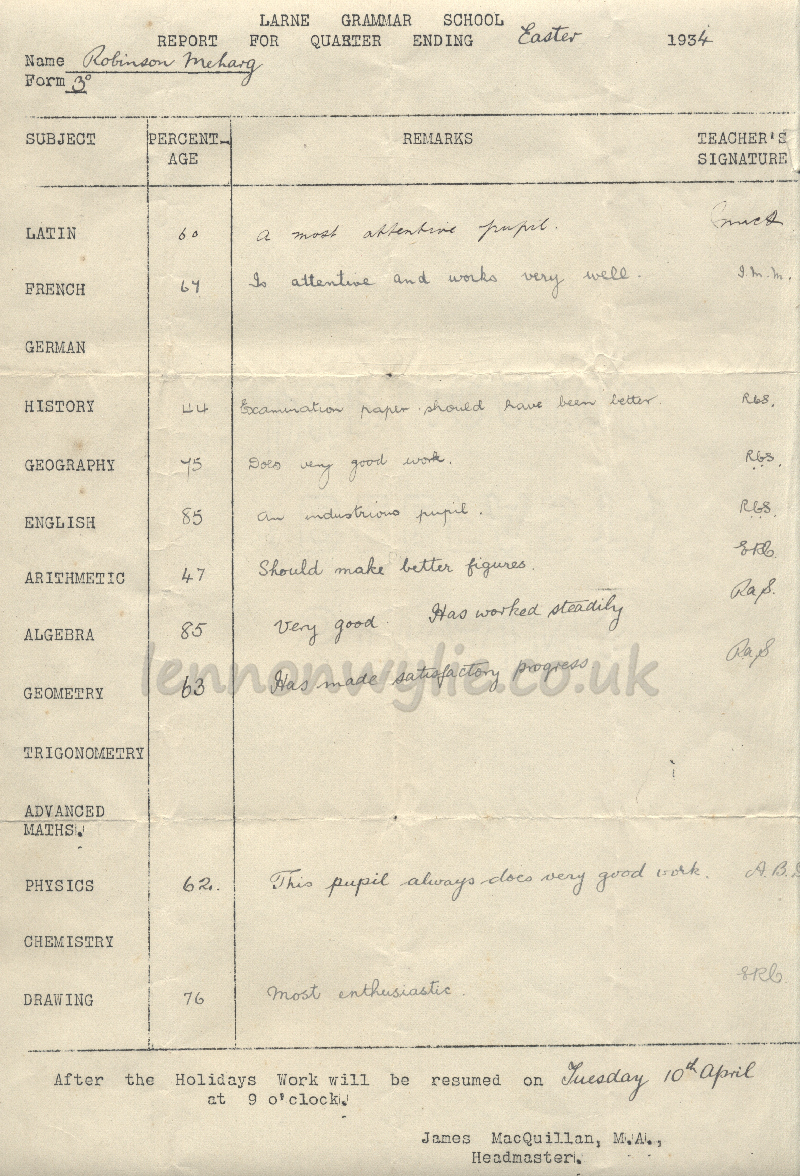 LARNE GRAMMAR SCHOOL
REPORT FOR QUARTER ENDING Easter 1934
Name Robinson Meharg
Form 3°
SUBJECT PERCENT- REMARKS TEACHER'S
AGE SIGNATURE
LATIN 60 A most attentive pupil.
FRENCH 67 Is attentive and works very well. I.M.M.
GERMAN
HISTORY 44 Examination paper should have been better. RGS.
GEOGRAPHY 75 Does very good work. RGS.
ENGLISH 85 An industrious pupil. RGS.
ARITHMETIC 47 Should make better figures.
ALGEBRA 85 Very good. Has worked steadily RaS.
lennonwylie.co.uk
GEOMETRY 63 Has made satisfactory progress RaS
TRIGONOMETRY
ADVANCED
MATHS.
PHYSICS 62. This pupil always does very good work.
CHEMISTRY
DRAWING 76 Most enthusiastic.
After the Holidays Work will be resumed on Tuesday 10th April
at 9 o'clock.
James MacQuillan, M.A.,
Headmaster.